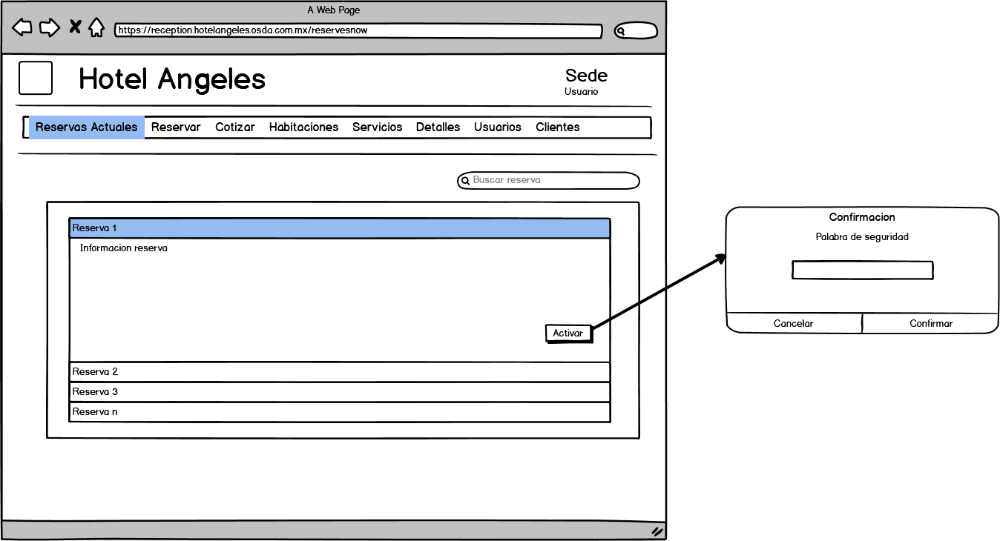 A Web Page
https://reception.hotelangeles.osda.com.mx/reservesnow
Hotel Angeles
Sede
Usuario
Reservas Actuales Reservar Cotizar Habitaciones Servicios Detalles Usuarios Clientes
Buscar reserva
Reserva 1
Informacion reserva
Activar
Reserva 2
Reserva 3
Reserva n
Confirmacion
Palabra de seguridad
Cancelar Confirmar